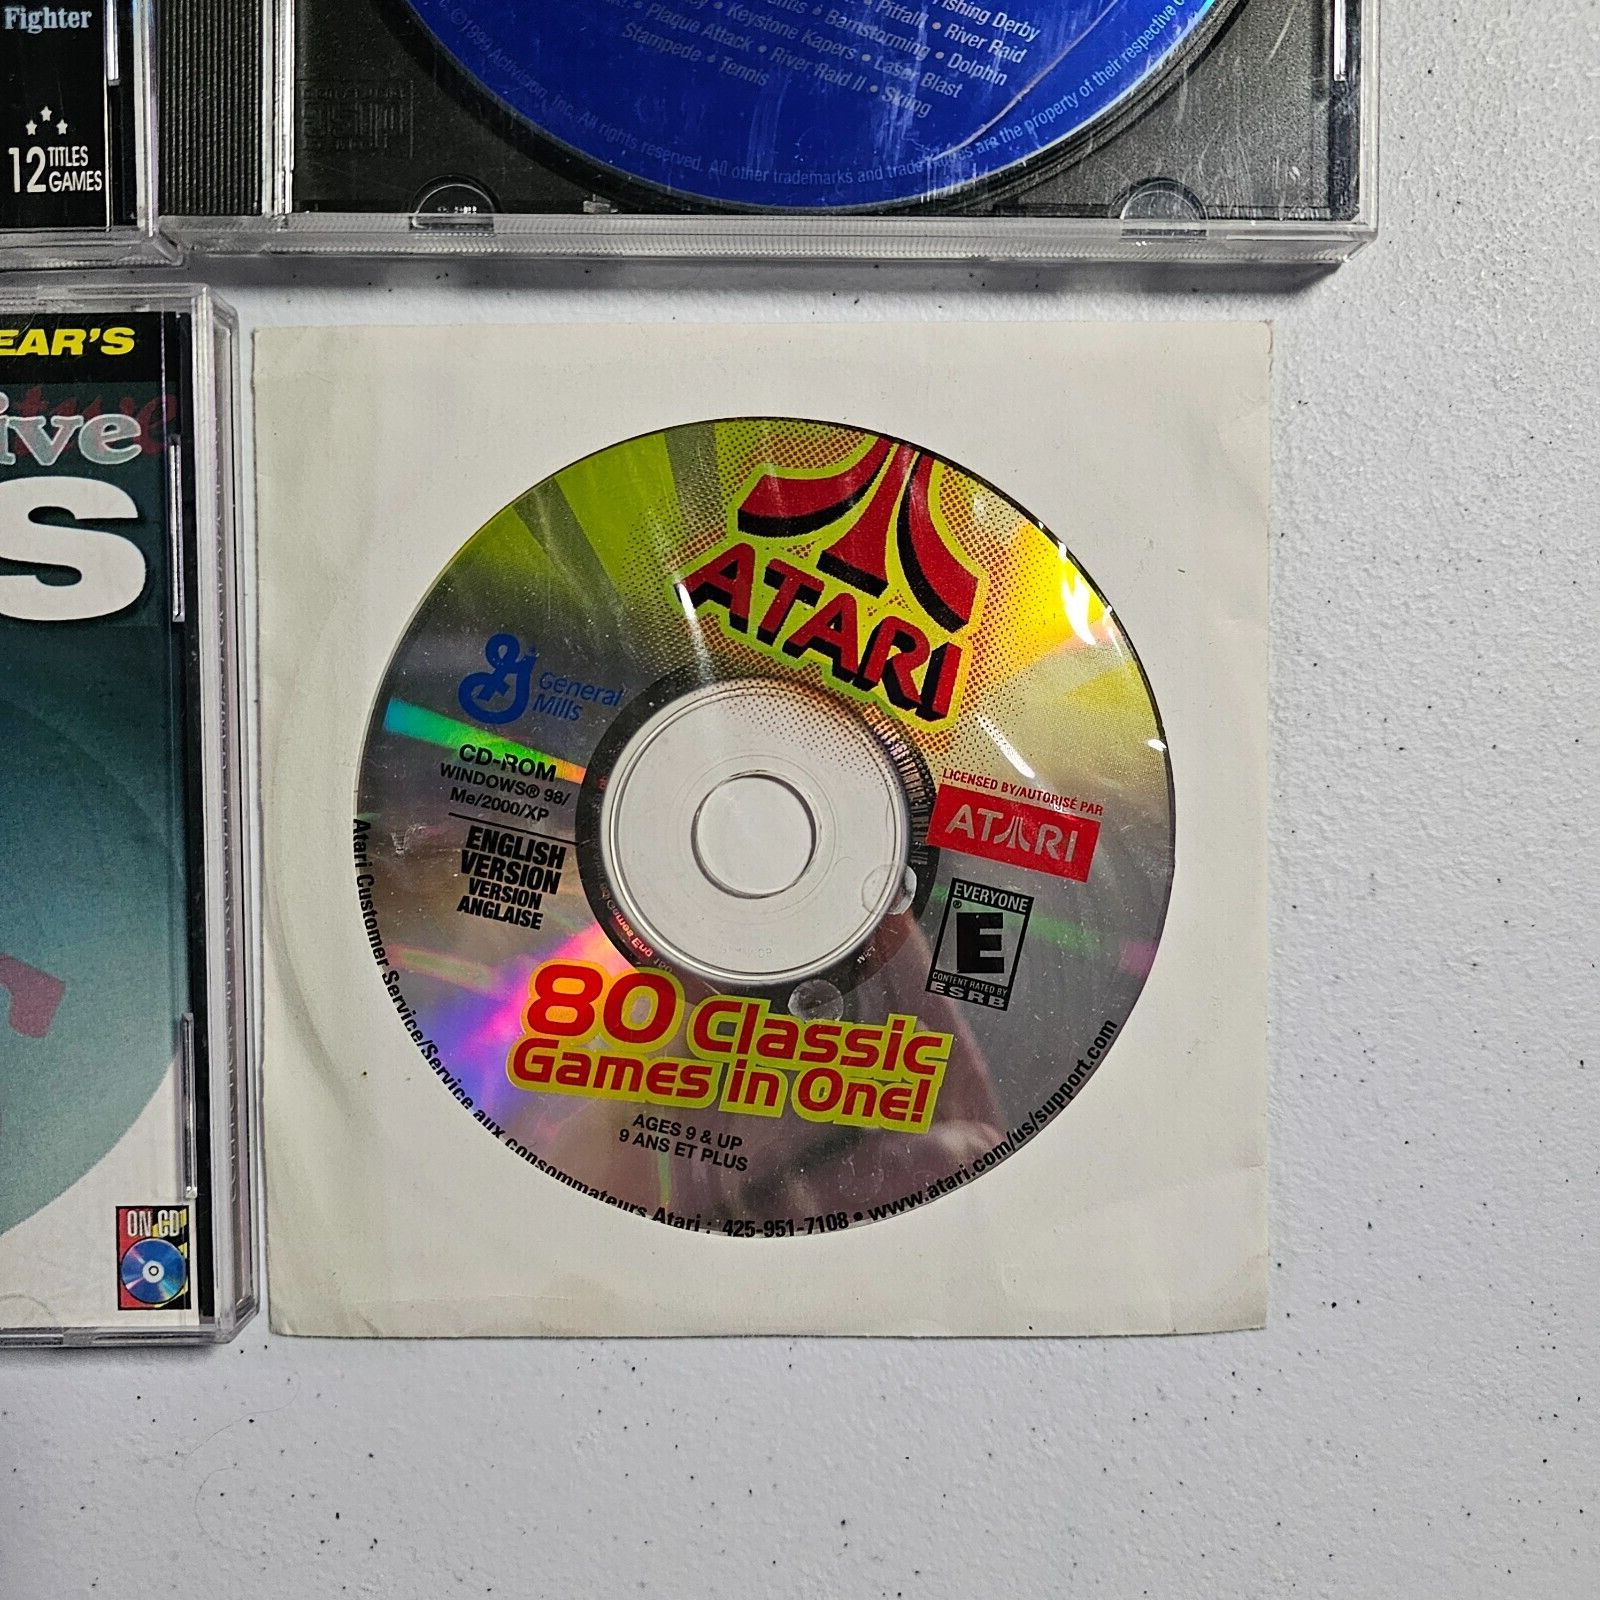 Fighter
12 TITLES
GAMES
Fishing Derby
Pitfall! • River Raid
Keystone Kapers • Barnstorming • Dolphin
Plaque Attack • River Raid II • Laser Blast
Stampede • Tennis • Skiing
©1999 Activision, Inc. All rights reserved. All other trademarks and trade names are the property of their respective
EAR'S
ive
S
ON CD
ATARI
General
Mills
CD-ROM
WINDOWS® 98/
Me/2000/XP
ENGLISH
VERSION
VERSION
ANGLAISE
LICENSED BY/AUTORISÉ PAR
ATARI
EVERYONE
E
CONTENT RATED BY
ESRB
80 Classic
Games in One!
AGES 9 & UP
9 ANS ET PLUS
Atari Customer Service/Service aux consommateurs Atari : 425-951-7108 • www.atari.com/us/support.com